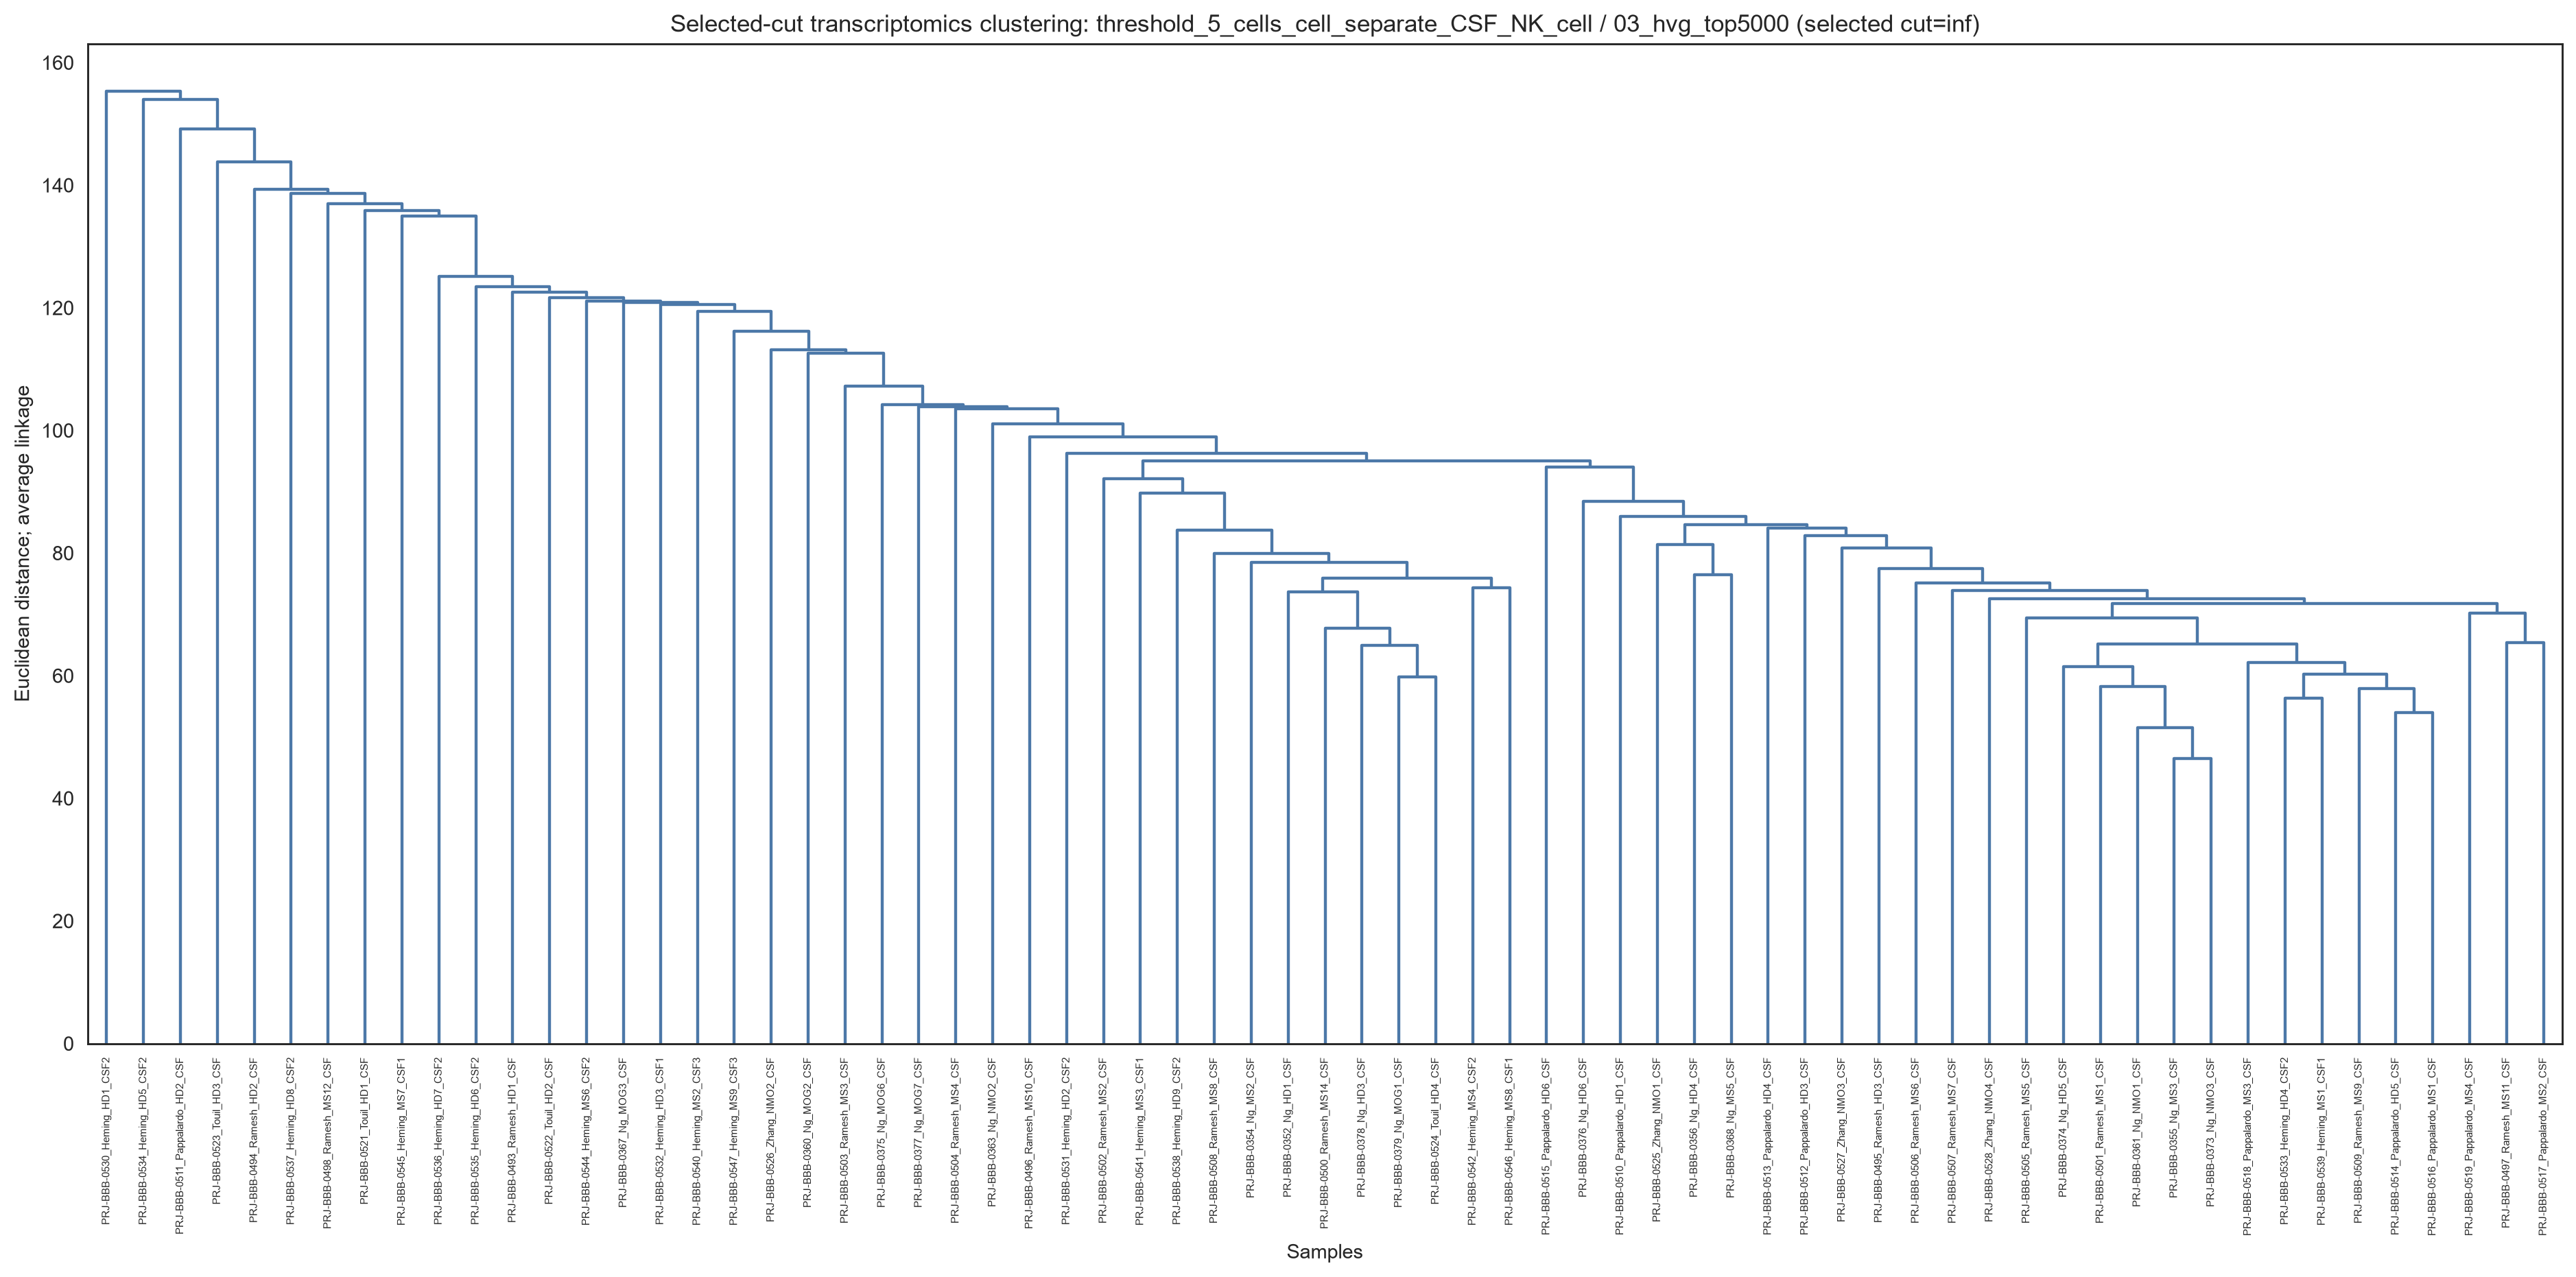 Selected-cut transcriptomics clustering: threshold_5_cells_cell_separate_CSF_NK_cell / 03_hvg_top5000 (selected cut=inf)
Euclidean distance; average linkage
160
140
120
100
80
60
40
20
0
PRJ-BBB-0530_Heming_HD1_CSF2
PRJ-BBB-0534_Heming_HD5_CSF2
PRJ-BBB-0511_Pappalardo_HD2_CSF
PRJ-BBB-0523_Touil_HD3_CSF
PRJ-BBB-0494_Ramesh_HD2_CSF
PRJ-BBB-0537_Heming_HD8_CSF2
PRJ-BBB-0498_Ramesh_MS12_CSF
PRJ-BBB-0521_Touil_HD1_CSF
PRJ-BBB-0545_Heming_MS7_CSF1
PRJ-BBB-0536_Heming_HD7_CSF2
PRJ-BBB-0535_Heming_HD6_CSF2
PRJ-BBB-0493_Ramesh_HD1_CSF
PRJ-BBB-0522_Touil_HD2_CSF
PRJ-BBB-0544_Heming_MS6_CSF2
PRJ-BBB-0367_Ng_MOG3_CSF
PRJ-BBB-0532_Heming_HD3_CSF1
PRJ-BBB-0540_Heming_MS2_CSF3
PRJ-BBB-0547_Heming_MS9_CSF3
PRJ-BBB-0526_Zhang_NMO2_CSF
PRJ-BBB-0360_Ng_MOG2_CSF
PRJ-BBB-0503_Ramesh_MS3_CSF
PRJ-BBB-0375_Ng_MOG6_CSF
PRJ-BBB-0377_Ng_MOG7_CSF
PRJ-BBB-0504_Ramesh_MS4_CSF
PRJ-BBB-0363_Ng_NMO2_CSF
PRJ-BBB-0496_Ramesh_MS10_CSF
PRJ-BBB-0531_Heming_HD2_CSF2
PRJ-BBB-0502_Ramesh_MS2_CSF
PRJ-BBB-0541_Heming_MS3_CSF1
PRJ-BBB-0538_Heming_HD9_CSF2
PRJ-BBB-0508_Ramesh_MS8_CSF
PRJ-BBB-0354_Ng_MS2_CSF
PRJ-BBB-0352_Ng_HD1_CSF
PRJ-BBB-0500_Ramesh_MS14_CSF
PRJ-BBB-0378_Ng_HD3_CSF
PRJ-BBB-0379_Ng_MOG1_CSF
PRJ-BBB-0524_Touil_HD4_CSF
PRJ-BBB-0542_Heming_MS4_CSF2
PRJ-BBB-0546_Heming_MS8_CSF1
PRJ-BBB-0515_Pappalardo_HD6_CSF
PRJ-BBB-0376_Ng_HD6_CSF
PRJ-BBB-0510_Pappalardo_HD1_CSF
PRJ-BBB-0525_Zhang_NMO1_CSF
PRJ-BBB-0356_Ng_HD4_CSF
PRJ-BBB-0368_Ng_MS5_CSF
PRJ-BBB-0513_Pappalardo_HD4_CSF
PRJ-BBB-0512_Pappalardo_HD3_CSF
PRJ-BBB-0527_Zhang_NMO3_CSF
PRJ-BBB-0495_Ramesh_HD3_CSF
PRJ-BBB-0506_Ramesh_MS6_CSF
PRJ-BBB-0507_Ramesh_MS7_CSF
PRJ-BBB-0528_Zhang_NMO4_CSF
PRJ-BBB-0505_Ramesh_MS5_CSF
PRJ-BBB-0374_Ng_HD5_CSF
PRJ-BBB-0501_Ramesh_MS1_CSF
PRJ-BBB-0361_Ng_NMO1_CSF
PRJ-BBB-0355_Ng_MS3_CSF
PRJ-BBB-0373_Ng_NMO3_CSF
PRJ-BBB-0518_Pappalardo_MS3_CSF
PRJ-BBB-0533_Heming_HD4_CSF2
PRJ-BBB-0539_Heming_MS1_CSF1
PRJ-BBB-0509_Ramesh_MS9_CSF
PRJ-BBB-0514_Pappalardo_HD5_CSF
PRJ-BBB-0516_Pappalardo_MS1_CSF
PRJ-BBB-0519_Pappalardo_MS4_CSF
PRJ-BBB-0497_Ramesh_MS11_CSF
PRJ-BBB-0517_Pappalardo_MS2_CSF
Samples